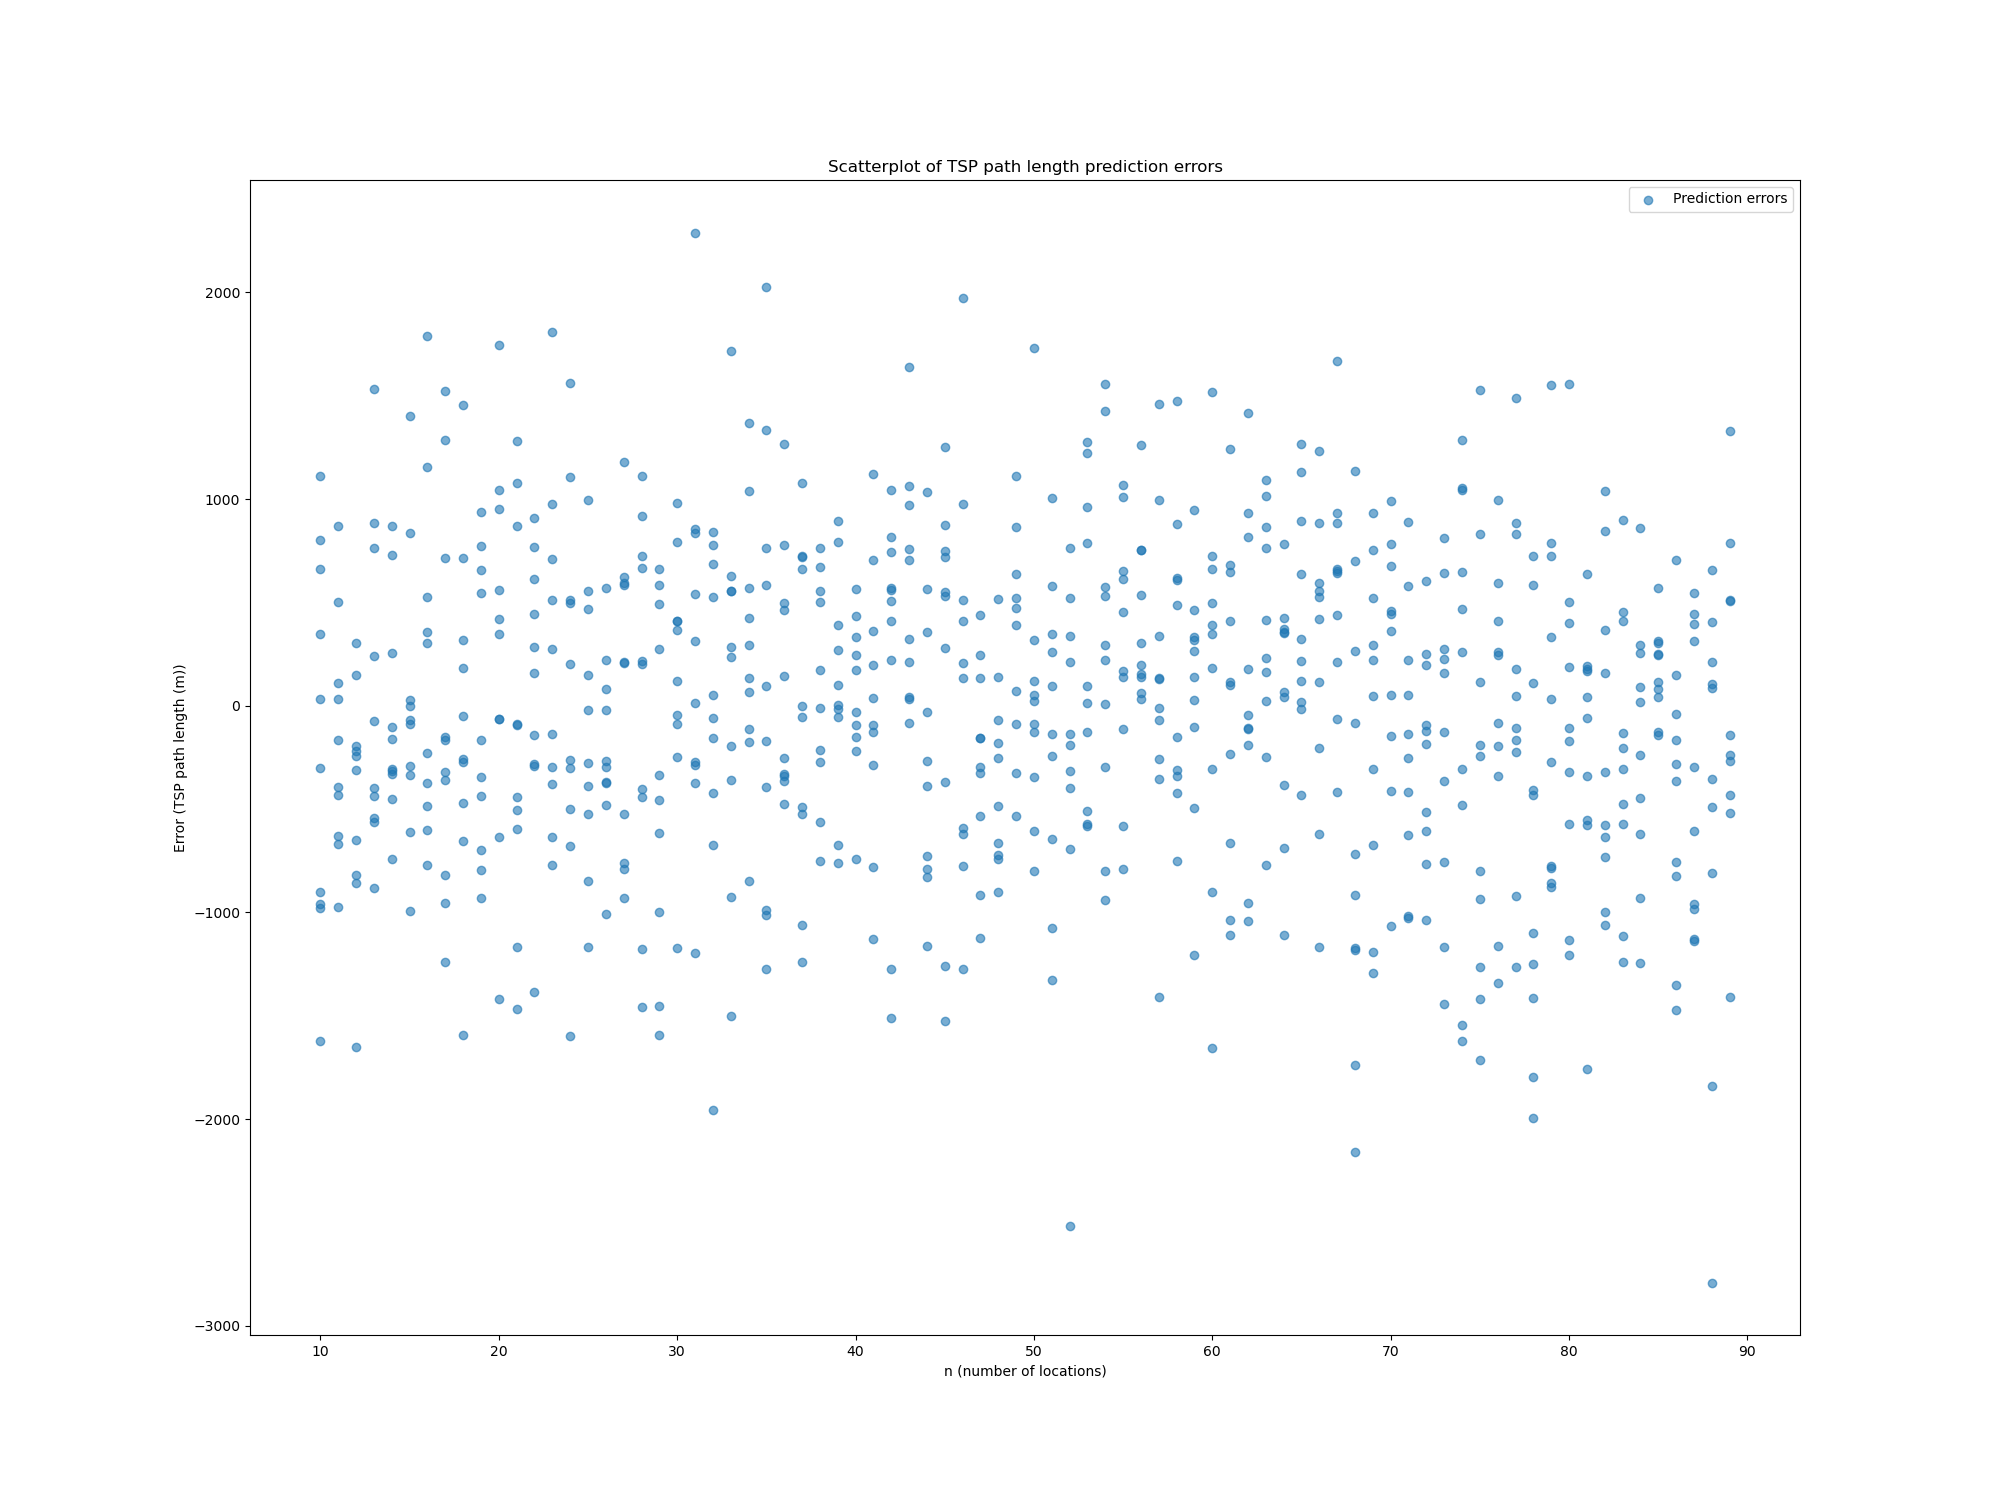 Scatterplot of TSP path length prediction errors
Prediction errors
Error (TSP path length (m))
2000
1000
0
−1000
−2000
−3000
10 20 30 40 50 60 70 80 90
n (number of locations)